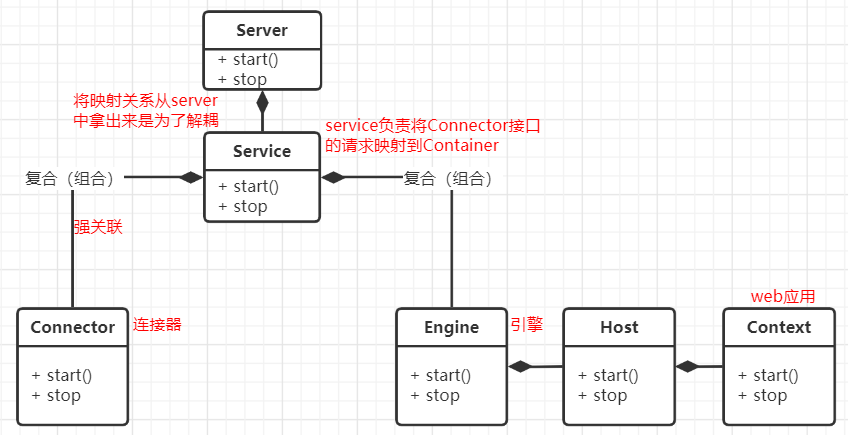 Server
+ start()
+ stop
将映射关系从server
中拿出来是为了解耦
service负责将Connector接口
的请求映射到Container
Service
+ start()
+ stop
复合（组合）
复合（组合）
强关联
Connector
+ start()
+ stop
连接器
Engine
+ start()
+ stop
引擎
Host
+ start()
+ stop
web应用
Context
+ start()
+ stop